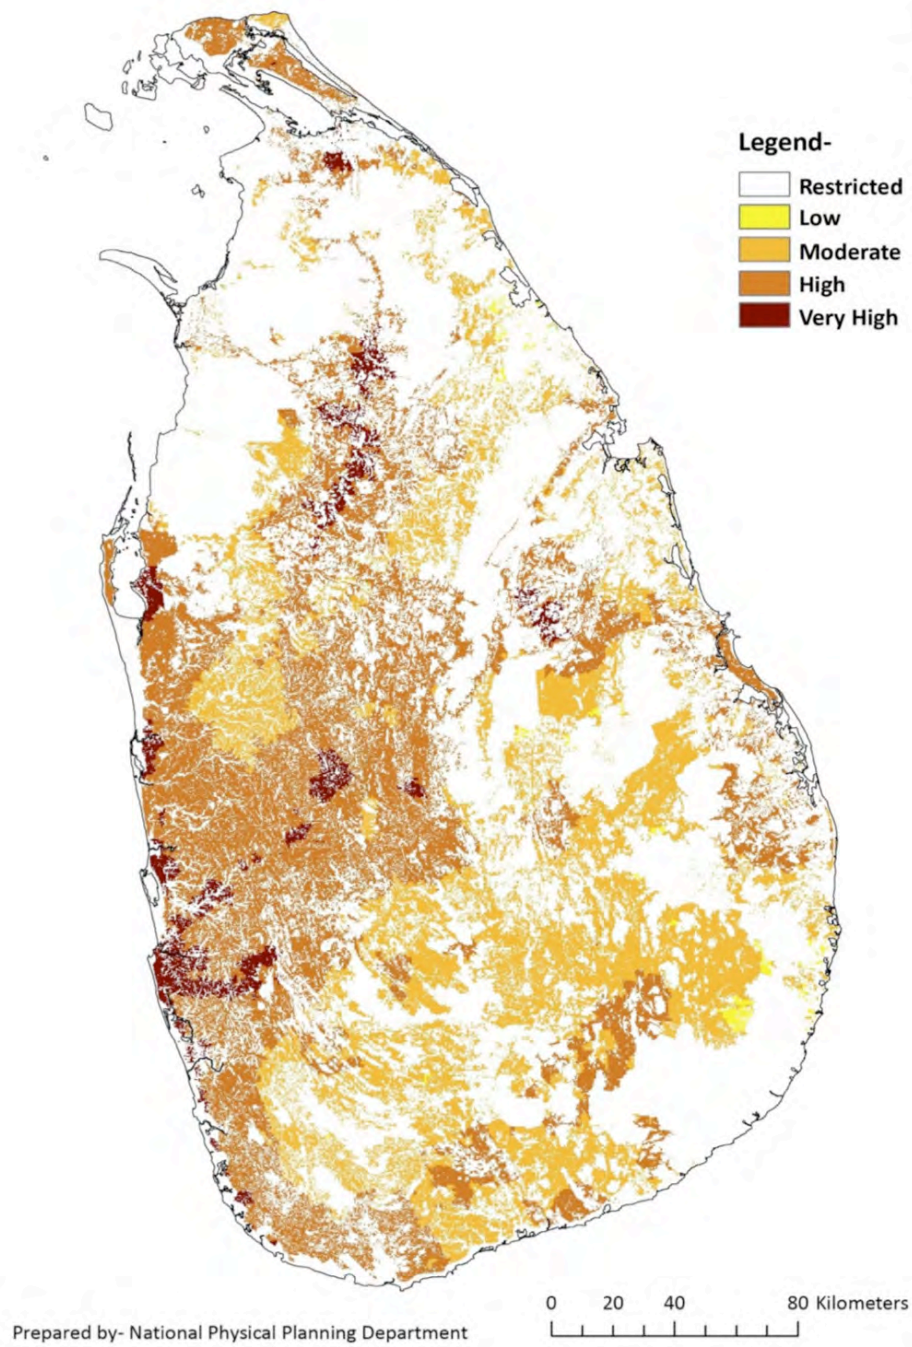 Legend-
Restricted
Low
Moderate
High
Very High
0 20 40 80 Kilometers
Prepared by- National Physical Planning Department